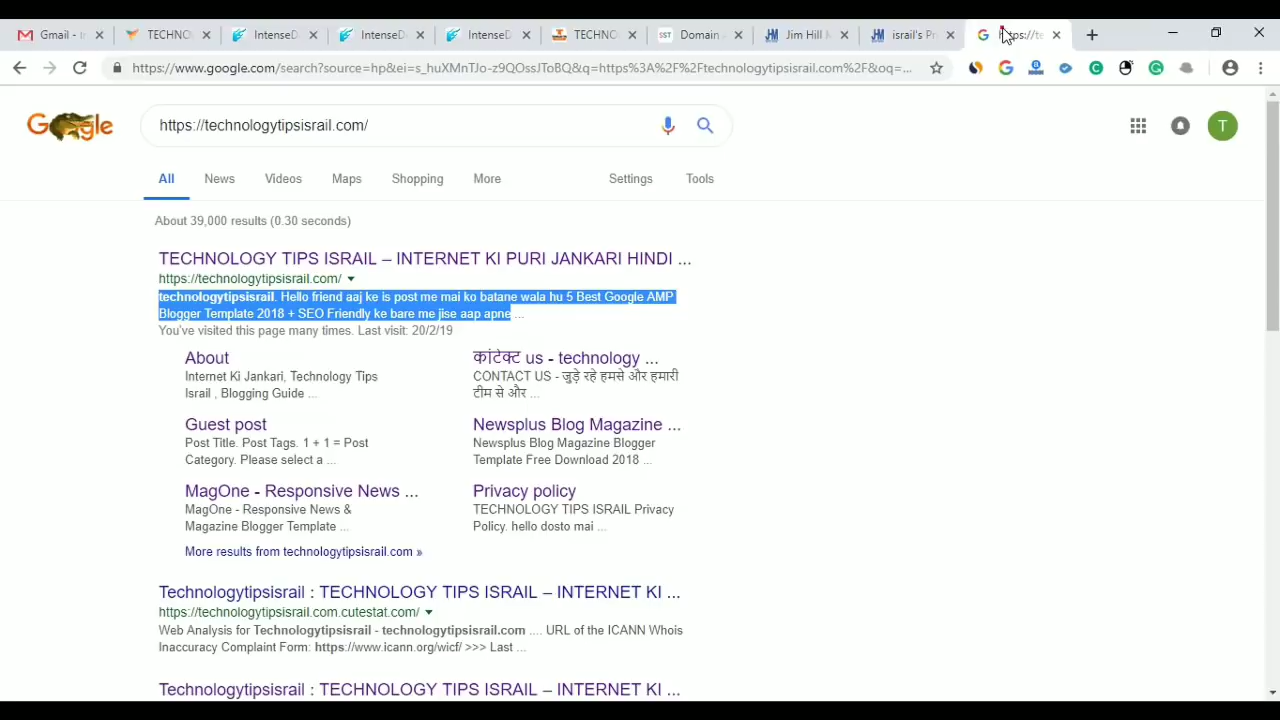 Gmail - I
TECHNO
IntenseD
IntenseD
IntenseD
TECHNO
Domain
Jim Hill M
israil's Pr
https://te
https://www.google.com/search?source=hp&ei=s_huXMnTJo-z9QOssJToBQ&q=https%3A%2F%2Ftechnologytipsisrail.com%2F&oq=...
https://technologytipsisrail.com/
T
All News Videos Maps Shopping More Settings Tools
About 39,000 results (0.30 seconds)
TECHNOLOGY TIPS ISRAIL – INTERNET KI PURI JANKARI HINDI ...
https://technologytipsisrail.com/
technologytipsisrail. Hello friend aaj ke is post me mai ko batane wala hu 5 Best Google AMP
Blogger Template 2018 + SEO Friendly ke bare me jise aap apne ...
You've visited this page many times. Last visit: 20/2/19
About
Internet Ki Jankari, Technology Tips
Israil , Blogging Guide ...
कांटेक्ट us - technology ...
CONTACT US - जुड़े रहे हमसे और हमारी
टीम से और ...
Guest post
Post Title. Post Tags. 1 + 1 = Post
Category. Please select a ...
Newsplus Blog Magazine ...
Newsplus Blog Magazine Blogger
Template Free Download 2018 ...
MagOne - Responsive News ...
MagOne - Responsive News &
Magazine Blogger Template ...
Privacy policy
TECHNOLOGY TIPS ISRAIL Privacy
Policy. hello dosto mai ...
More results from technologytipsisrail.com »
Technologytipsisrail : TECHNOLOGY TIPS ISRAIL – INTERNET KI ...
https://technologytipsisrail.com.cutestat.com/
Web Analysis for Technologytipsisrail - technologytipsisrail.com .... URL of the ICANN Whois
Inaccuracy Complaint Form: https://www.icann.org/wicf/ >>> Last ...
Technologytipsisrail : TECHNOLOGY TIPS ISRAIL – INTERNET KI ...